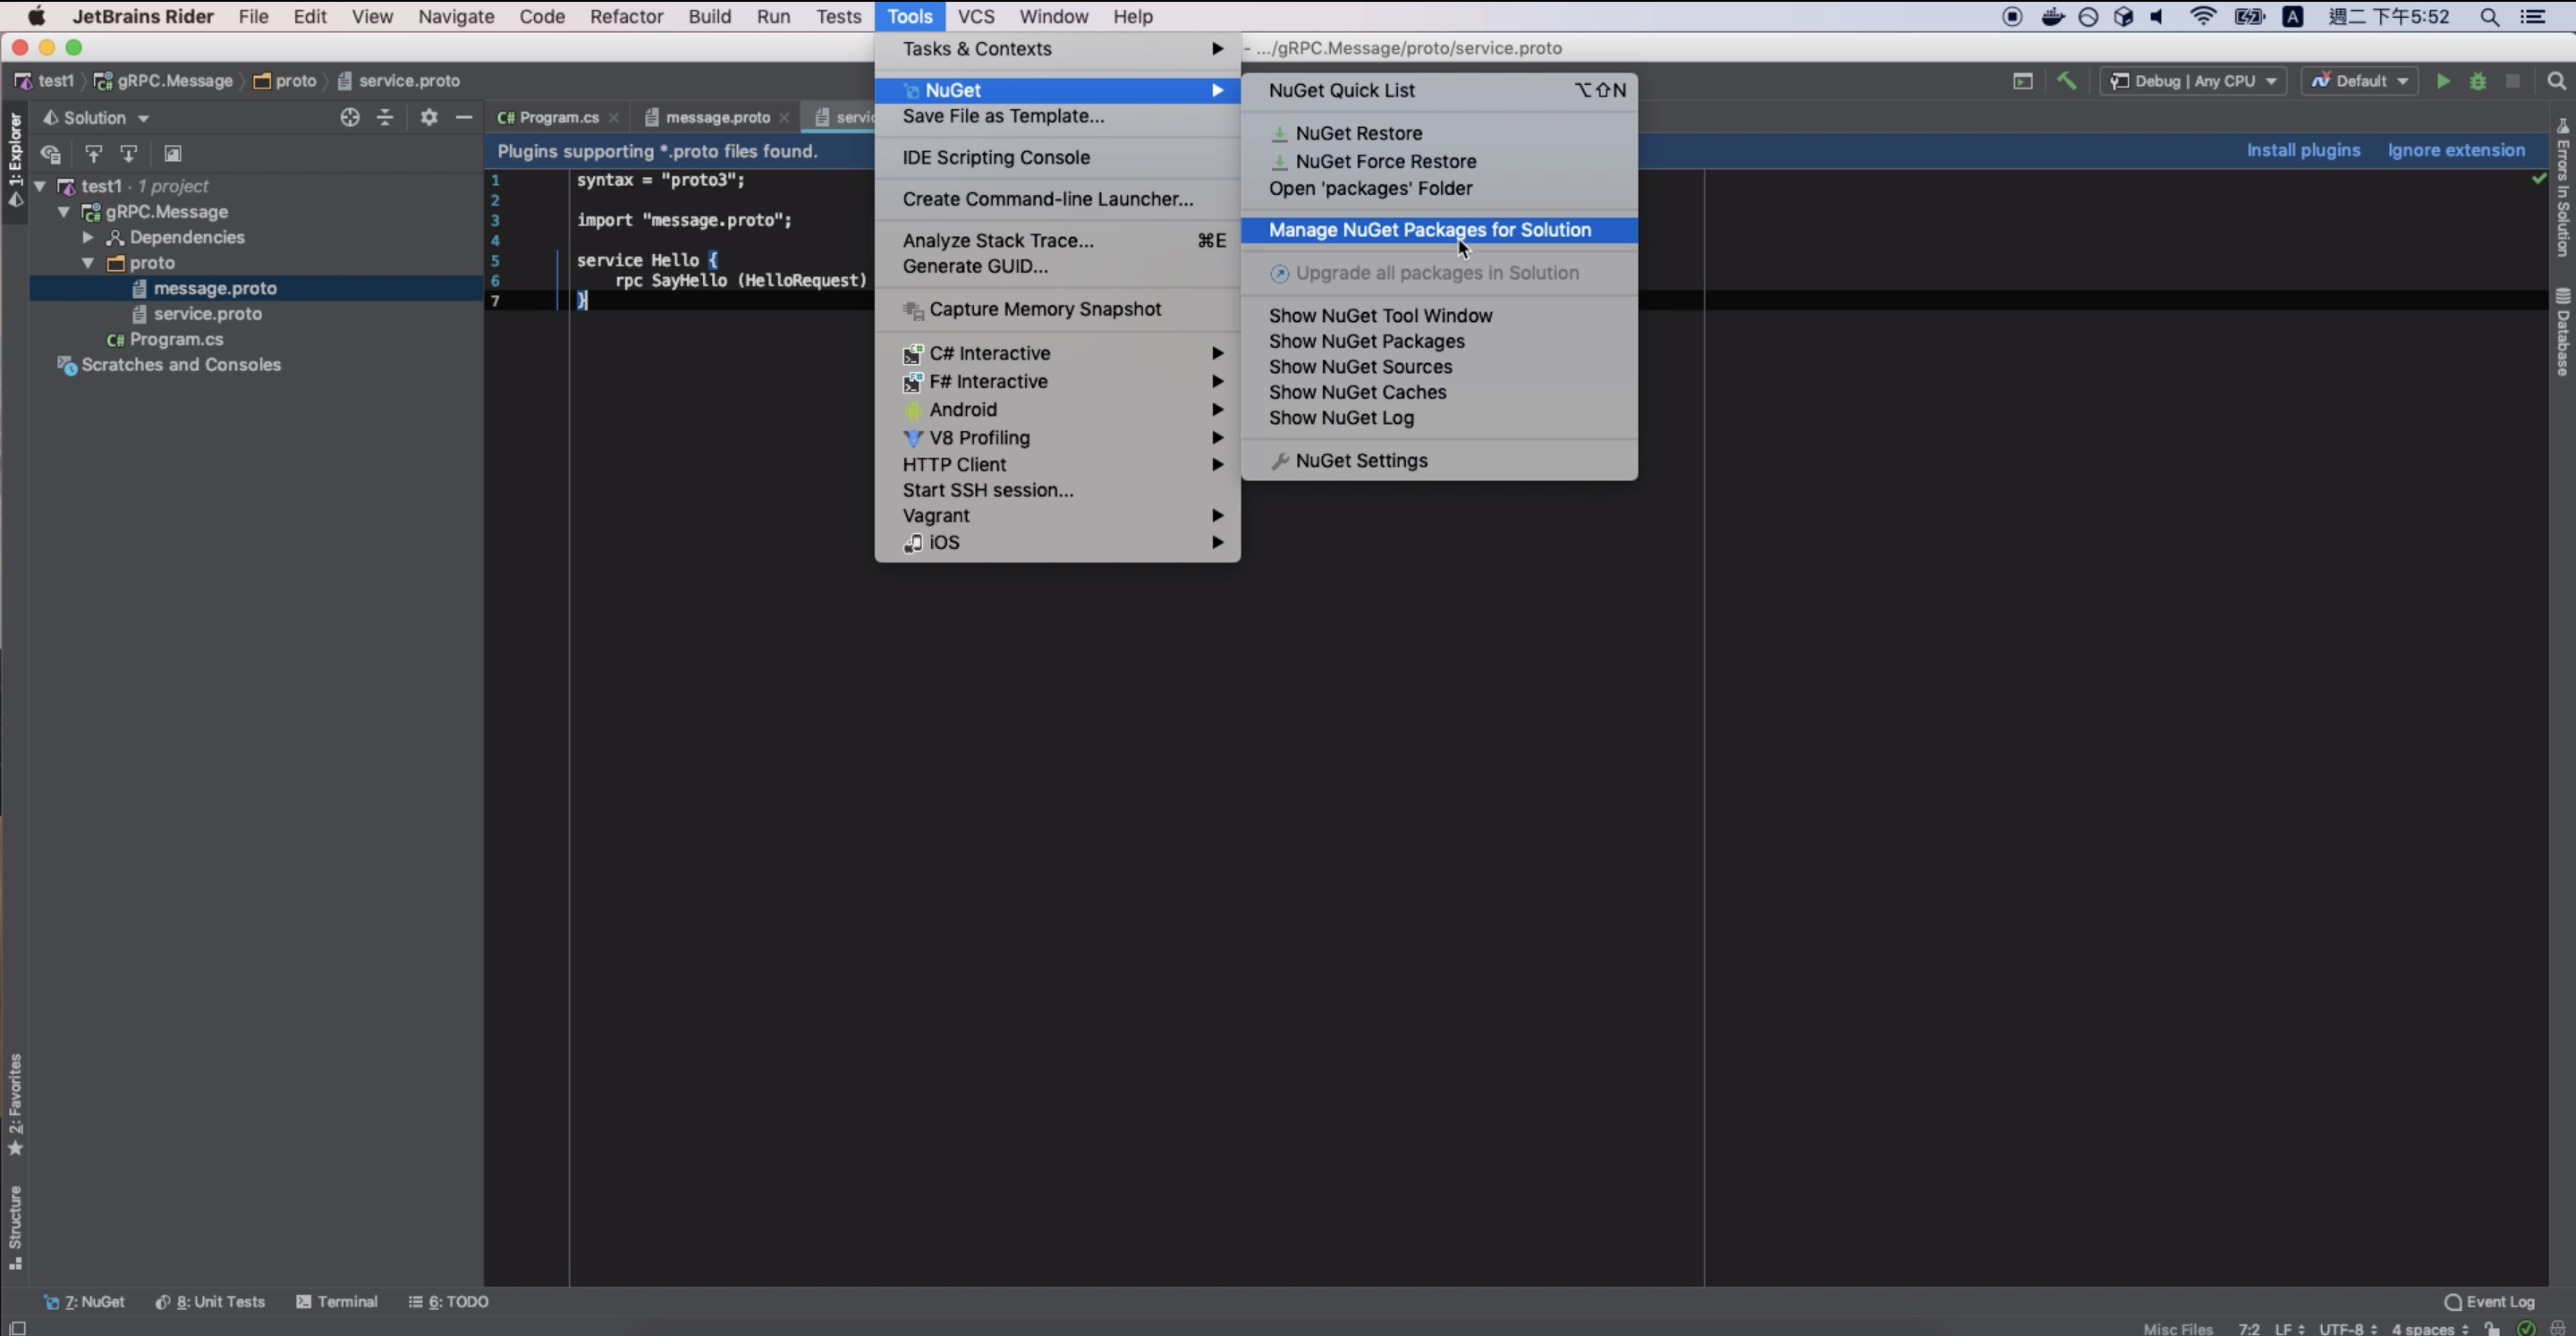 JetBrains Rider File Edit View Navigate Code Refactor Build Run Tests Tools VCS Window Help A 週二 下午5:52
- .../gRPC.Message/proto/service.proto
test1 gRPC.Message proto service.proto Debug | Any CPU Default
Solution
Program.cs message.proto
Plugins supporting *.proto files found. Install plugins Ignore extension
1: Explorer
test1 · 1 project
gRPC.Message
Dependencies
proto
message.proto
service.proto
C# Program.cs
Scratches and Consoles
1 syntax = "proto3";
2
3 import "message.proto";
4
5 service Hello {
6 rpc SayHello (HelloRequest)
7 }
Tasks & Contexts
NuGet
Save File as Template...
IDE Scripting Console
Create Command-line Launcher...
Analyze Stack Trace... ⌘E
Generate GUID...
Capture Memory Snapshot
C# Interactive
F# Interactive
Android
V8 Profiling
HTTP Client
Start SSH session...
Vagrant
iOS
NuGet Quick List ⌥⇧N
NuGet Restore
NuGet Force Restore
Open 'packages' Folder
Manage NuGet Packages for Solution
Upgrade all packages in Solution
Show NuGet Tool Window
Show NuGet Packages
Show NuGet Sources
Show NuGet Caches
Show NuGet Log
NuGet Settings
Errors In Solution
Database
2: Favorites
Structure
7: NuGet 8: Unit Tests Terminal 6: TODO Event Log
Misc Files 7:2 LF UTF-8 4 spaces